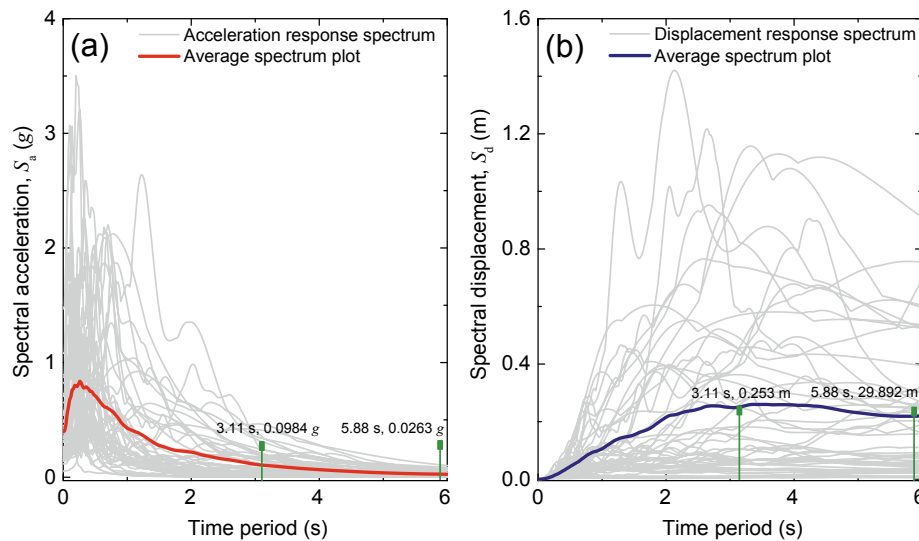 (a)
Acceleration response spectrum
Average spectrum plot
Spectral acceleration, Sa (g)
4
3
2
1
0
3.11 s, 0.0984 g
5.88 s, 0.0263 g
0
2
4
6
Time period (s)
(b)
Displacement response spectrum
Average spectrum plot
Spectral displacement, Sd (m)
1.6
1.2
0.8
0.4
0.0
3.11 s, 0.253 m
5.88 s, 29.892 m
0
2
4
6
Time period (s)